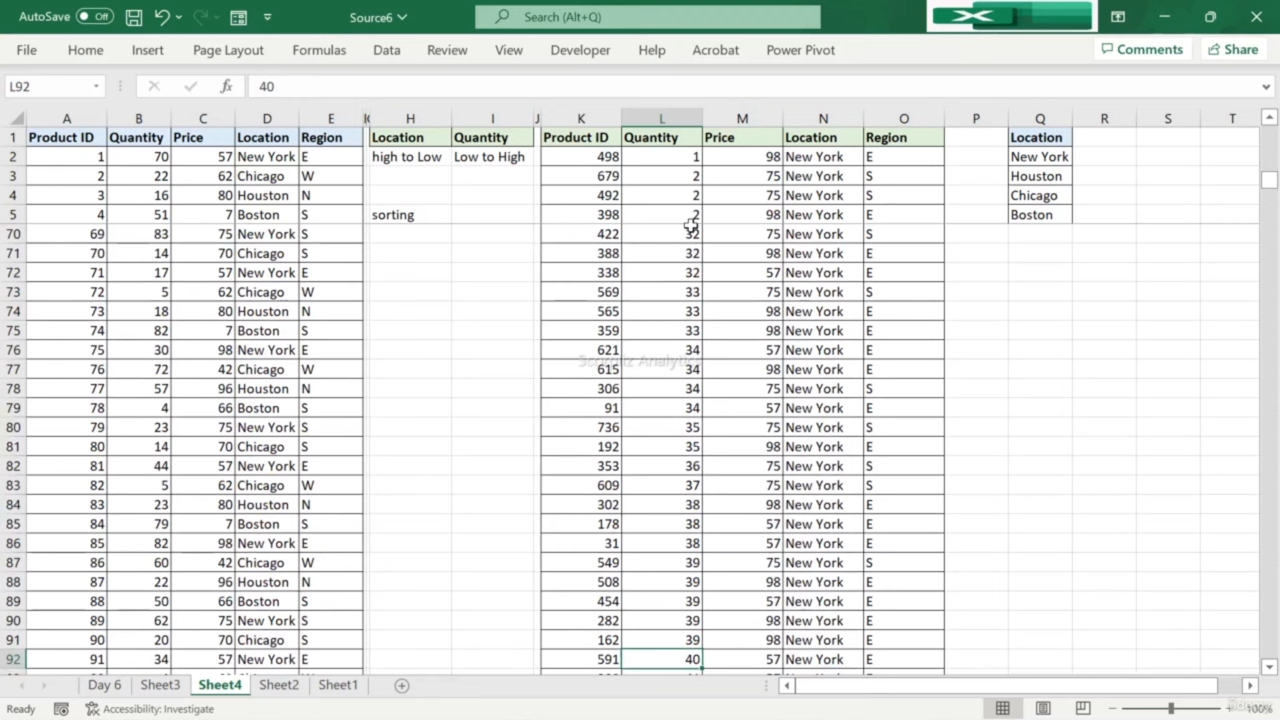 AutoSave Off Source6 Search (Alt+Q)
File Home Insert Page Layout Formulas Data Review View Developer Help Acrobat Power Pivot Comments Share
L92 fx 40
A B C D E H I J K L M N O P Q R S T
1 Product ID Quantity Price Location Region Location Quantity Product ID Quantity Price Location Region Location
2 1 70 57 New York E high to Low Low to High 498 1 98 New York E New York
3 2 22 62 Chicago W 679 2 75 New York S Houston
4 3 16 80 Houston N 492 2 75 New York S Chicago
5 4 51 7 Boston S sorting 398 2 98 New York E Boston
70 69 83 75 New York S 422 32 75 New York S
71 70 14 70 Chicago S 388 32 98 New York E
72 71 17 57 New York E 338 32 57 New York E
73 72 5 62 Chicago W 569 33 75 New York S
74 73 18 80 Houston N 565 33 98 New York E
75 74 82 7 Boston S 359 33 98 New York E
76 75 30 98 New York E 621 34 57 New York E
77 76 72 42 Chicago W 615 34 98 New York E
78 77 57 96 Houston N 306 34 75 New York S
79 78 4 66 Boston S 91 34 57 New York E
80 79 23 75 New York S 736 35 75 New York S
81 80 14 70 Chicago S 192 35 98 New York E
82 81 44 57 New York E 353 36 75 New York S
83 82 5 62 Chicago W 609 37 75 New York S
84 83 23 80 Houston N 302 38 98 New York E
85 84 79 7 Boston S 178 38 57 New York E
86 85 82 98 New York E 31 38 57 New York E
87 86 60 42 Chicago W 549 39 75 New York S
88 87 22 96 Houston N 508 39 98 New York E
89 88 50 66 Boston S 454 39 57 New York E
90 89 62 75 New York S 282 39 98 New York E
91 90 20 70 Chicago S 162 39 98 New York E
92 91 34 57 New York E 591 40 57 New York E
Day 6 Sheet3 Sheet4 Sheet2 Sheet1
Ready Accessibility: Investigate 100%